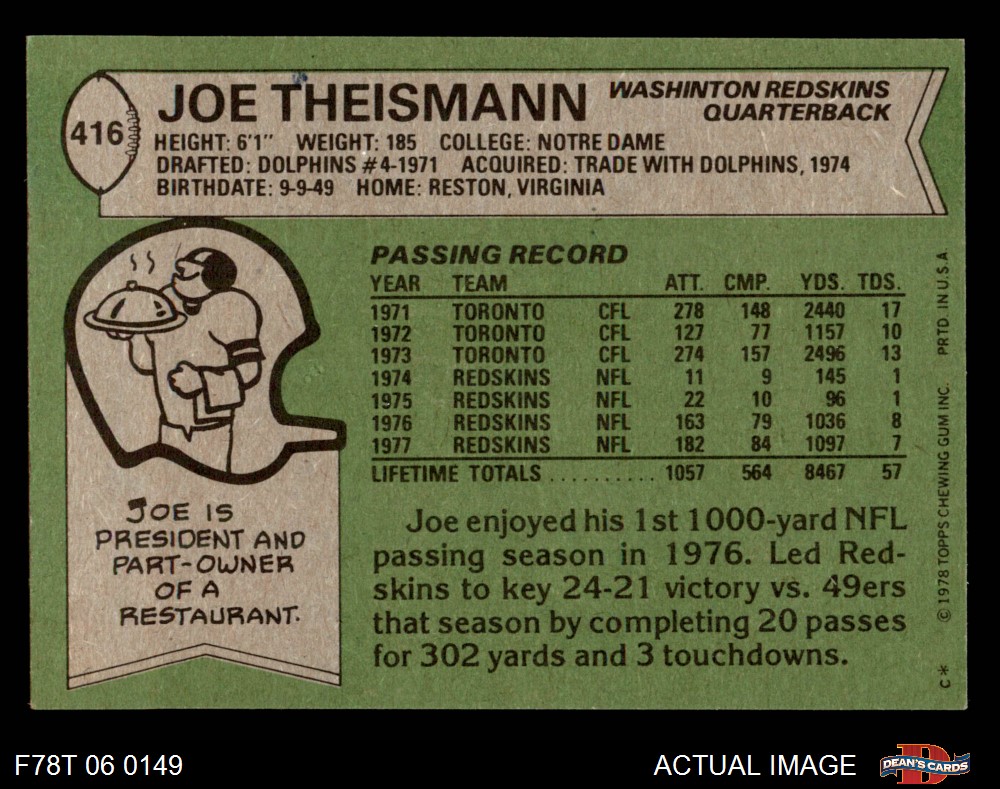 416
JOE THEISMANN
WASHINTON REDSKINS
QUARTERBACK
HEIGHT: 6'1" WEIGHT: 185 COLLEGE: NOTRE DAME
DRAFTED: DOLPHINS #4-1971 ACQUIRED: TRADE WITH DOLPHINS, 1974
BIRTHDATE: 9-9-49 HOME: RESTON, VIRGINIA
JOE IS
PRESIDENT AND
PART-OWNER
OF A
RESTAURANT.
PASSING RECORD
YEAR TEAM ATT. CMP. YDS. TDS.
1971 TORONTO CFL 278 148 2440 17
1972 TORONTO CFL 127 77 1157 10
1973 TORONTO CFL 274 157 2496 13
1974 REDSKINS NFL 11 9 145 1
1975 REDSKINS NFL 22 10 96 1
1976 REDSKINS NFL 163 79 1036 8
1977 REDSKINS NFL 182 84 1097 7
LIFETIME TOTALS .......... 1057 564 8467 57
Joe enjoyed his 1st 1000-yard NFL
passing season in 1976. Led Red-
skins to key 24-21 victory vs. 49ers
that season by completing 20 passes
for 302 yards and 3 touchdowns.
C* © 1978 TOPPS CHEWING GUM INC. PRTD. IN U.S.A
F78T 06 0149
ACTUAL IMAGE
D
DEAN'S CARDS